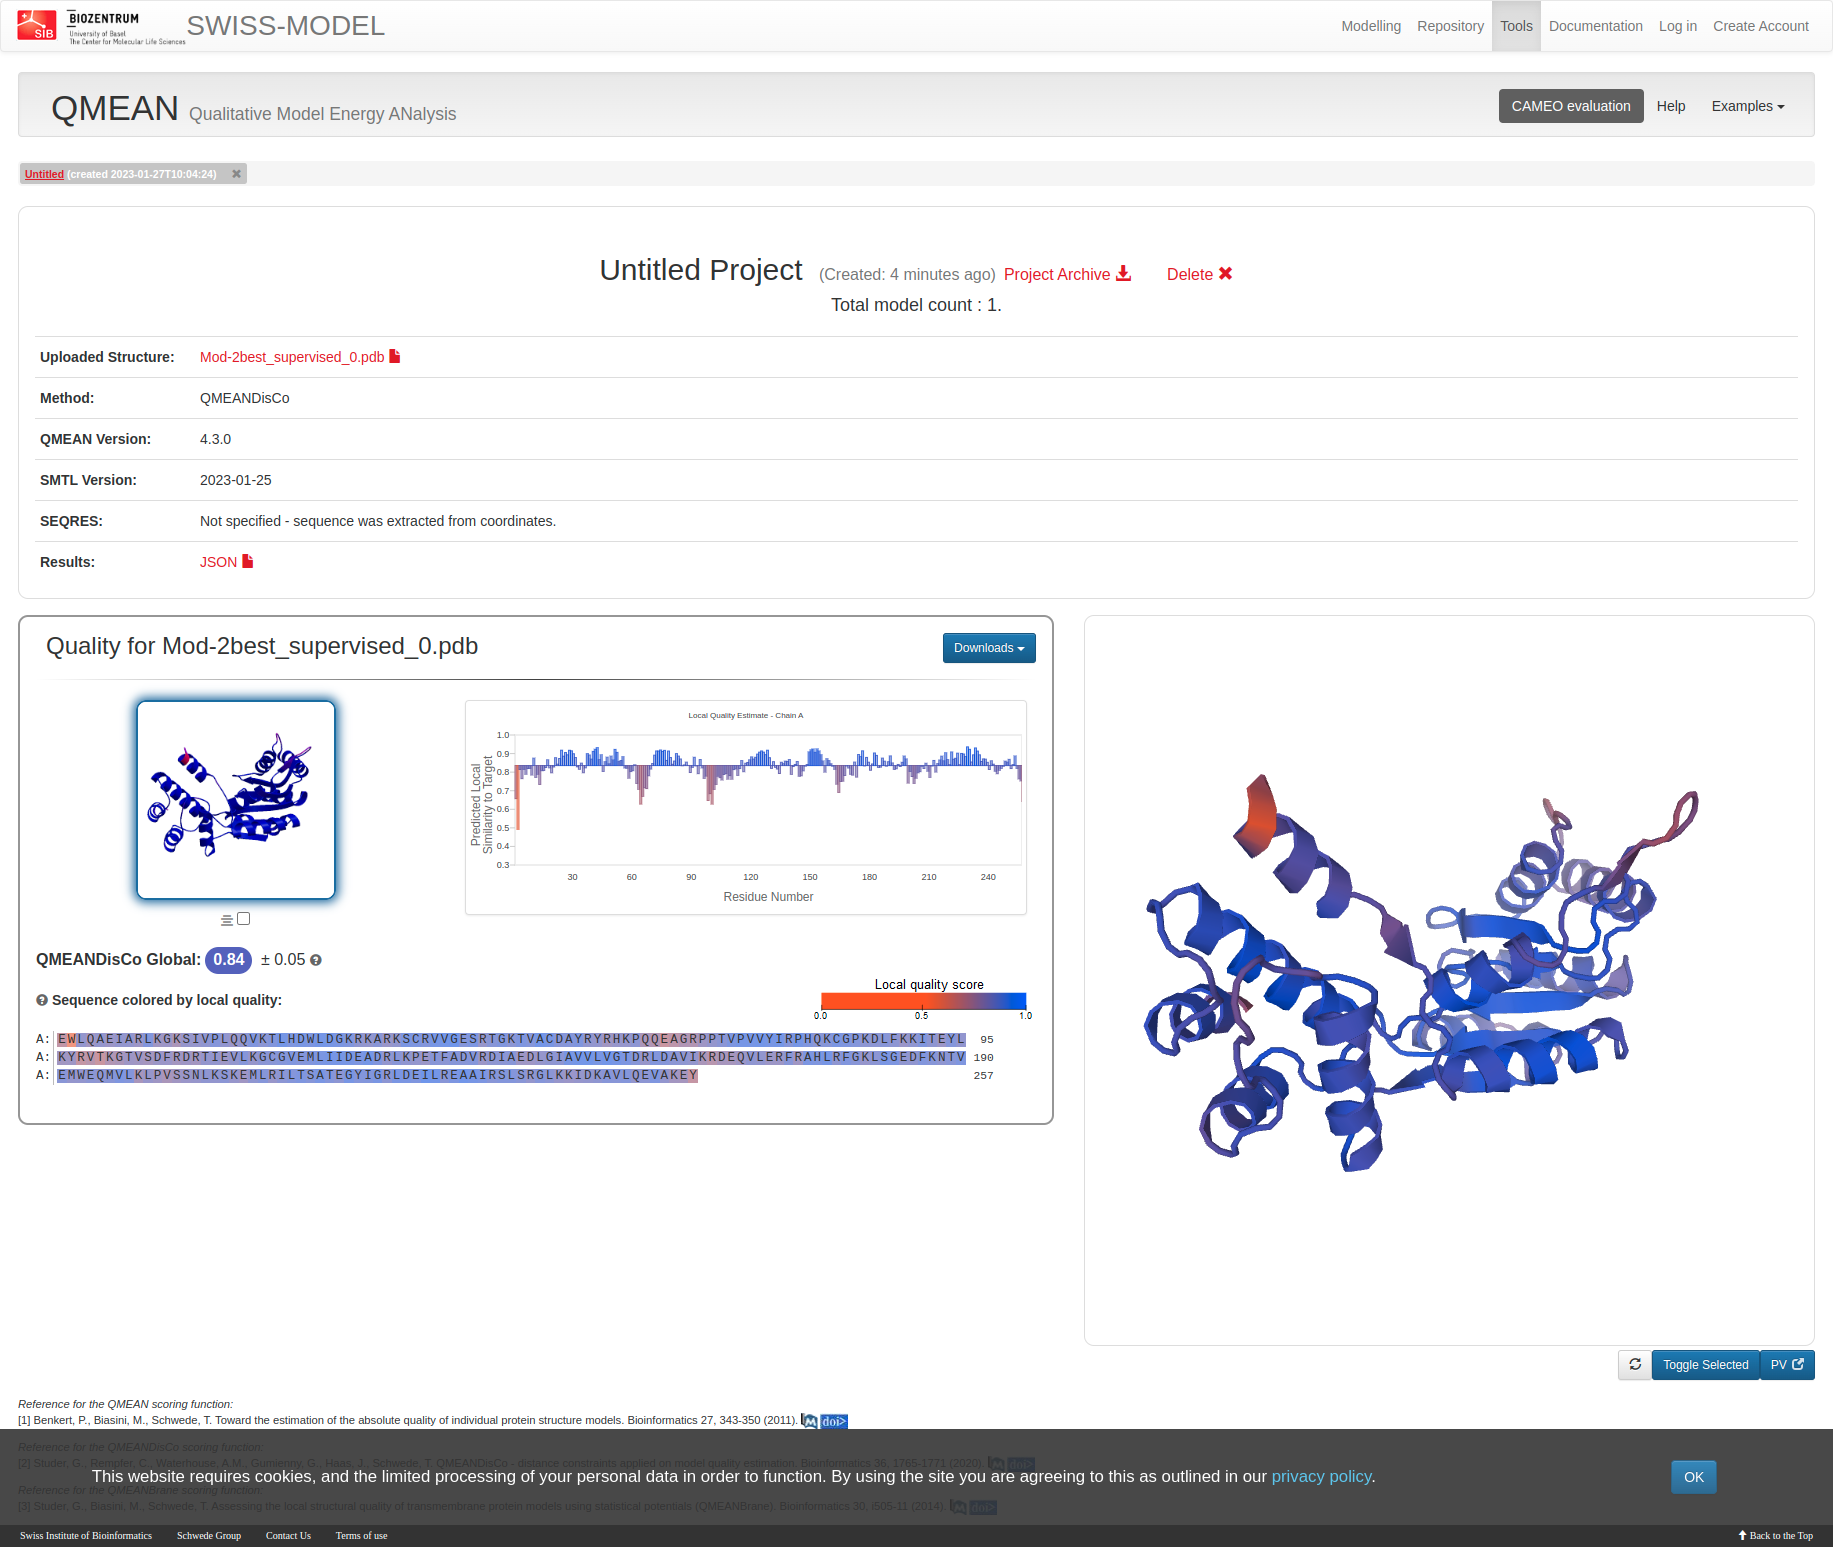 SIB
BIOZENTRUM
University of Basel
The Center for Molecular Life Sciences
SWISS-MODEL
Modelling Repository Tools Documentation Log in Create Account
QMEAN Qualitative Model Energy ANalysis
CAMEO evaluation Help Examples
Untitled (created 2023-01-27T10:04:24)
Untitled Project (Created: 4 minutes ago) Project Archive Delete
Total model count : 1.
Uploaded Structure: Mod-2best_supervised_0.pdb
Method: QMEANDisCo
QMEAN Version: 4.3.0
SMTL Version: 2023-01-25
SEQRES: Not specified - sequence was extracted from coordinates.
Results: JSON
Quality for Mod-2best_supervised_0.pdb
Downloads
Local Quality Estimate - Chain A
Predicted Local
Similarity to Target
1.0
0.9
0.8
0.7
0.6
0.5
0.4
0.3
30 60 90 120 150 180 210 240
Residue Number
QMEANDisCo Global: 0.84 ± 0.05
Sequence colored by local quality:
Local quality score
0.0 0.5 1.0
A: EWLQAEIARLKGKSIVPLQQVKTLHDWLDGKRKARKSCRVVGESRTGKTVACDAYRYRHKPQQEAGRPPTVPVVYIRPHQKCGPKDLFKKITEYL 95
A: KYRVTKGTVSDFRDRTIEVLKGCGVEMLIIDEADRLKPETFADVRDIAEDLGIAVVLVGTDRLDAVIKRDEQVLERFRAHLRFGKLSGEDFKNTV 190
A: EMWEQMVLKLPVSSNLKSKEMLRILTSATEGYIGRLDEILREAAIRSLSRGLKKIDKAVLQEVAKEY 257
Toggle Selected PV
Reference for the QMEAN scoring function:
[1] Benkert, P., Biasini, M., Schwede, T. Toward the estimation of the absolute quality of individual protein structure models. Bioinformatics 27, 343-350 (2011). M doi>
Reference for the QMEANDisCo scoring function:
[2] Studer, G., Rempfer, C., Waterhouse, A.M., Gumienny, G., Haas, J., Schwede, T. QMEANDisCo - distance constraints applied on model quality estimation. Bioinformatics 36, 1765-1771 (2020). M doi>
This website requires cookies, and the limited processing of your personal data in order to function. By using the site you are agreeing to this as outlined in our privacy policy.
OK
Reference for the QMEANBrane scoring function:
[3] Studer, G., Biasini, M., Schwede, T. Assessing the local structural quality of transmembrane protein models using statistical potentials (QMEANBrane). Bioinformatics 30, i505-11 (2014). M doi>
Swiss Institute of Bioinformatics Schwede Group Contact Us Terms of use
Back to the Top